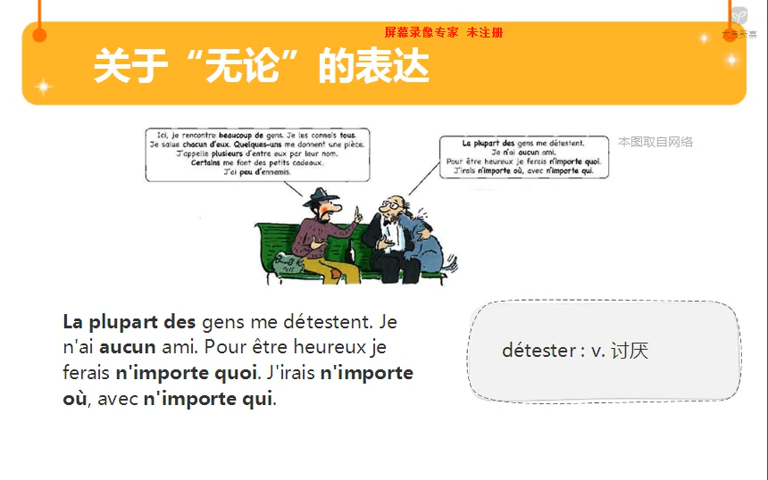 屏幕录像专家 未注册
关于“无论”的表达
Ici, je rencontre beaucoup de gens. Je les connais tous.
Je salue chacun d'eux. Quelques-uns me donnent une pièce.
J'appelle plusieurs d'entre eux par leur nom.
Certains me font des petits cadeaux.
J'ai peu d'ennemis.
La plupart des gens me détestent.
Je n'ai aucun ami.
Pour être heureux je ferais n'importe quoi.
J'irais n'importe où, avec n'importe qui.
本图取自网络
La plupart des gens me détestent. Je
n'ai aucun ami. Pour être heureux je
ferais n'importe quoi. J'irais n'importe
où, avec n'importe qui.
détester : v. 讨厌